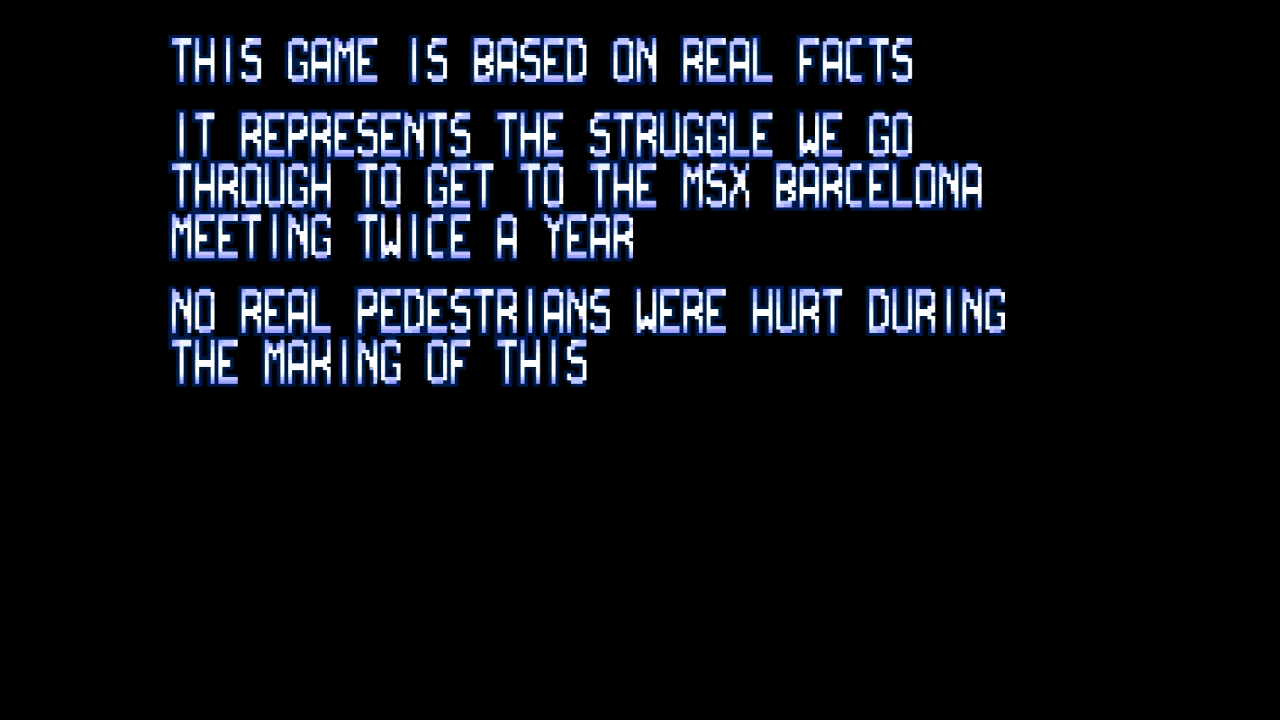 THIS GAME IS BASED ON REAL FACTS
IT REPRESENTS THE STRUGGLE WE GO
THROUGH TO GET TO THE MSX BARCELONA
MEETING TWICE A YEAR
NO REAL PEDESTRIANS WERE HURT DURING
THE MAKING OF THIS